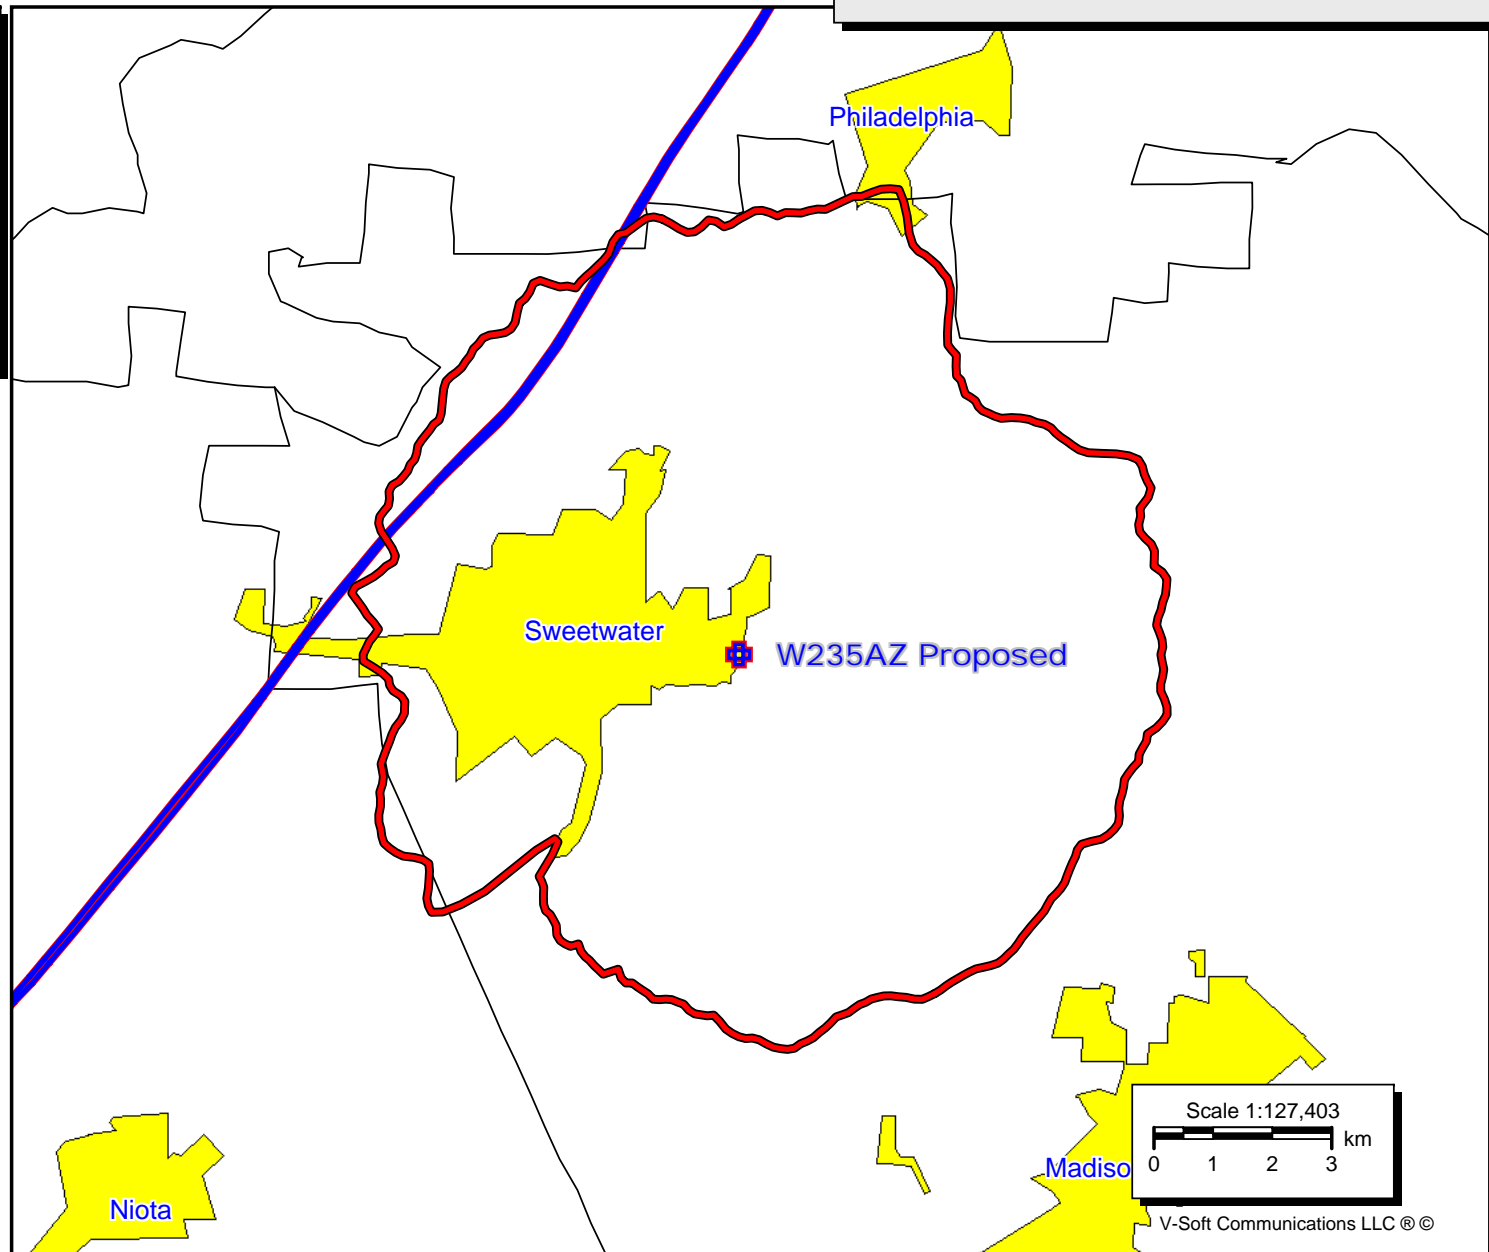 Philadelphia
Sweetwater
W235AZ Proposed
Scale 1:127,403
km
0 1 2 3
Madiso
Niota
V-Soft Communications LLC ® ©